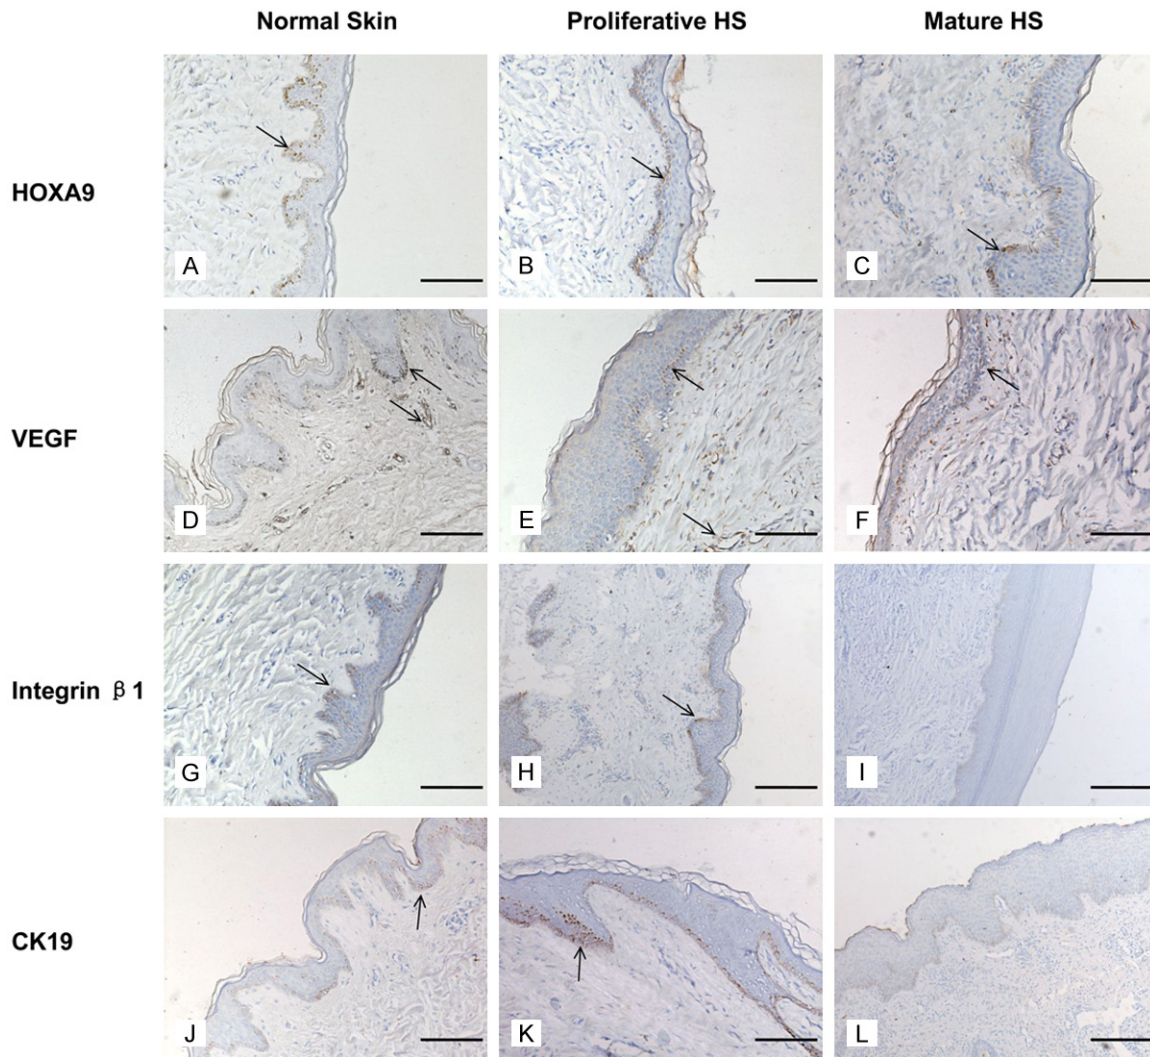 Normal Skin Proliferative HS Mature HS
HOXA9
A B C
VEGF
D E F
Integrin β1
G H I
CK19
J K L